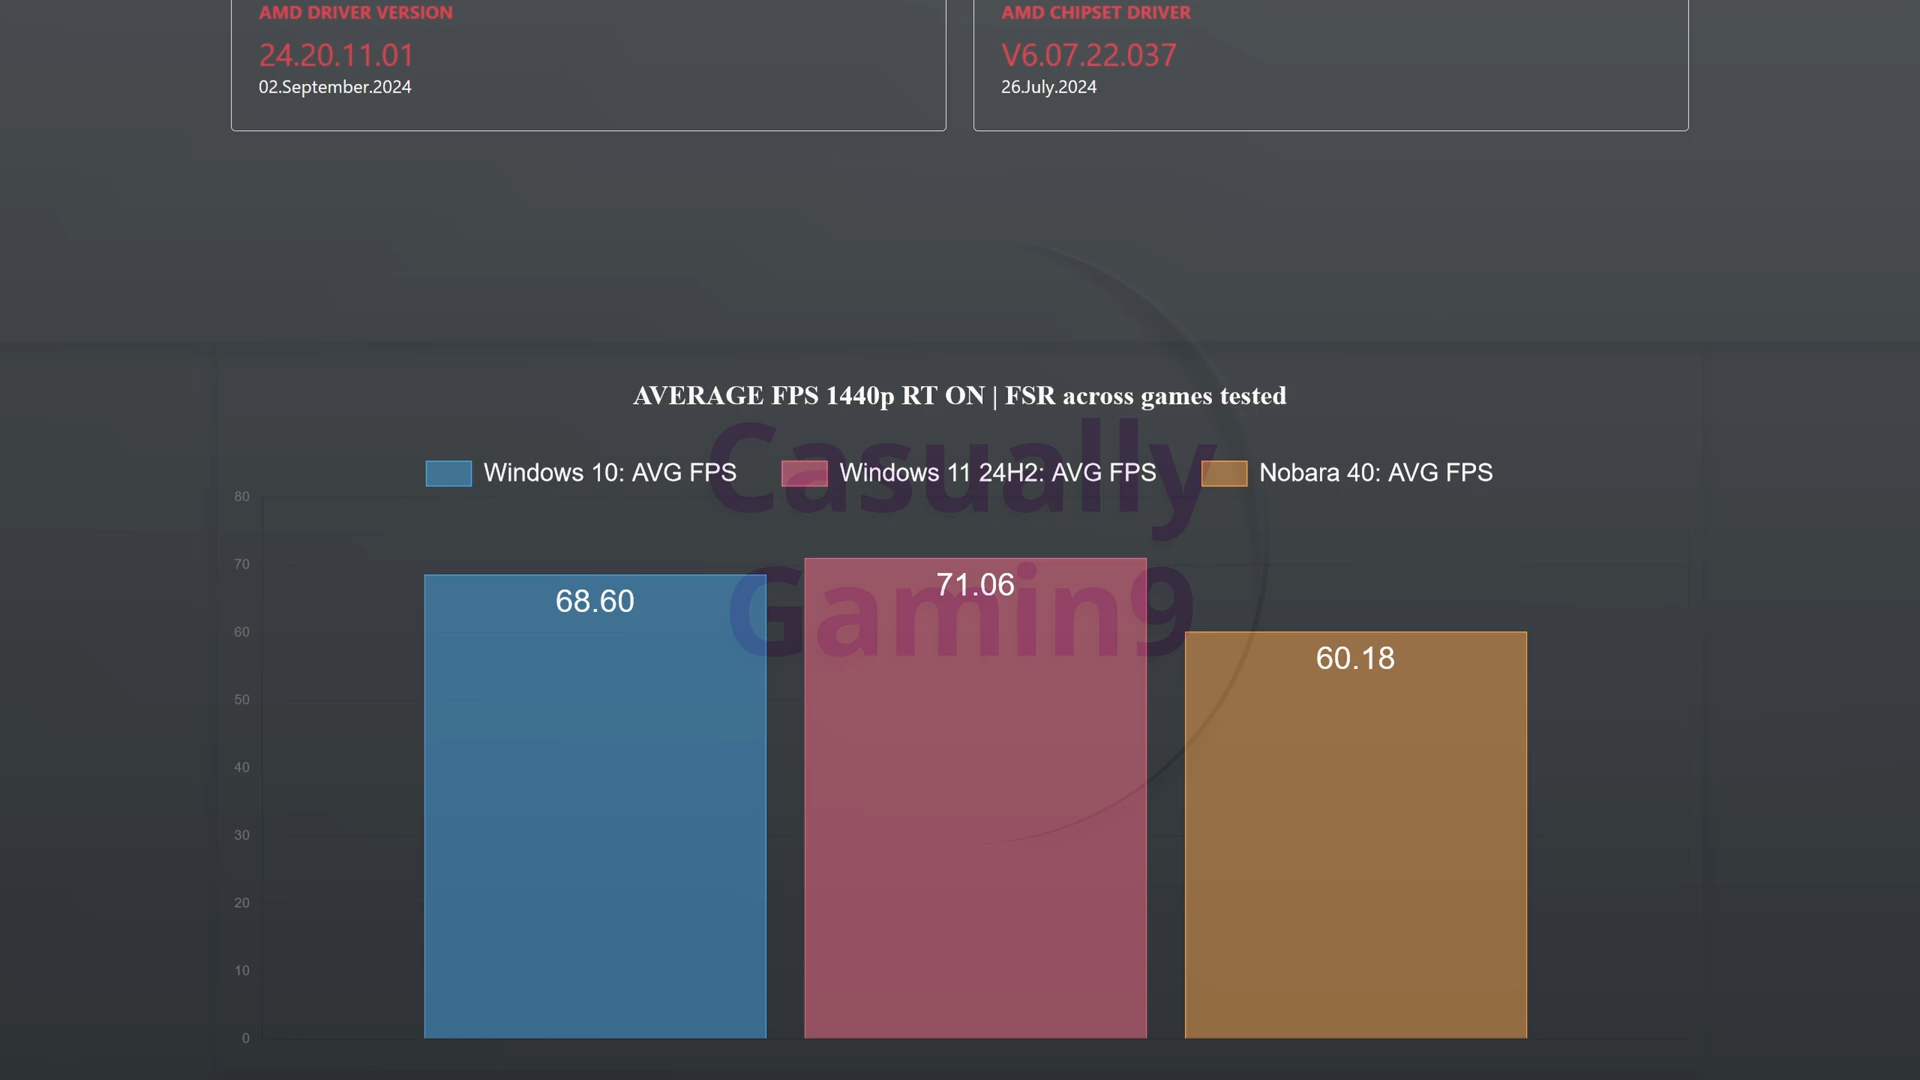 AMD DRIVER VERSION
24.20.11.01
02.September.2024
AMD CHIPSET DRIVER
V6.07.22.037
26.July.2024
AVERAGE FPS 1440p RT ON | FSR across games tested
Casually
Gamin9
Windows 10: AVG FPS
Windows 11 24H2: AVG FPS
Nobara 40: AVG FPS
80
70
60
50
40
30
20
10
0
68.60
71.06
60.18